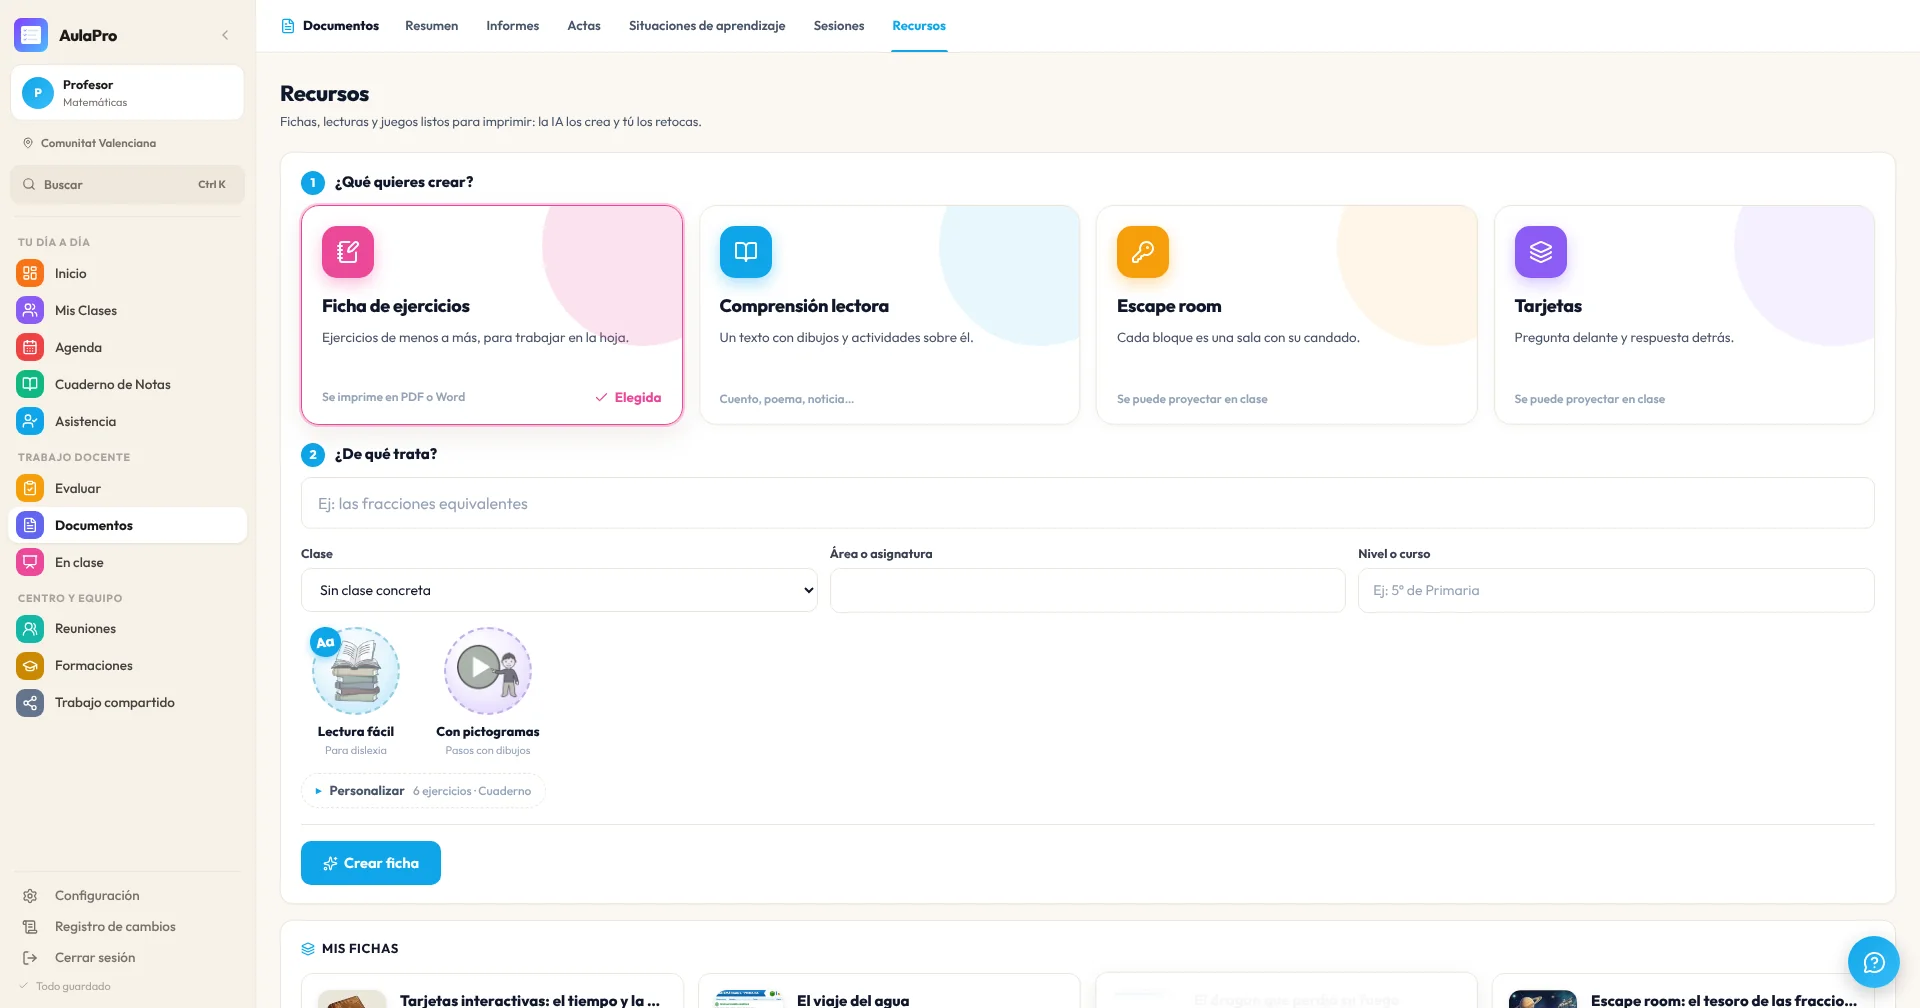 AulaPro
P
Profesor
Matemáticas
Comunitat Valenciana
Buscar
Ctrl K
TU DÍA A DÍA
Inicio
Mis Clases
Agenda
Cuaderno de Notas
Asistencia
TRABAJO DOCENTE
Evaluar
Documentos
En clase
CENTRO Y EQUIPO
Reuniones
Formaciones
Trabajo compartido
Configuración
Registro de cambios
Cerrar sesión
Todo guardado
Documentos
Resumen
Informes
Actas
Situaciones de aprendizaje
Sesiones
Recursos
Recursos
Fichas, lecturas y juegos listos para imprimir: la IA los crea y tú los retocas.
1 ¿Qué quieres crear?
Ficha de ejercicios
Ejercicios de menos a más, para trabajar en la hoja.
Se imprime en PDF o Word
Elegida
Comprensión lectora
Un texto con dibujos y actividades sobre él.
Cuento, poema, noticia...
Escape room
Cada bloque es una sala con su candado.
Se puede proyectar en clase
Tarjetas
Pregunta delante y respuesta detrás.
Se puede proyectar en clase
2 ¿De qué trata?
Ej: las fracciones equivalentes
Clase
Sin clase concreta
Área o asignatura
Nivel o curso
Ej: 5º de Primaria
Aa
Lectura fácil
Para dislexia
Con pictogramas
Pasos con dibujos
Personalizar 6 ejercicios · Cuaderno
Crear ficha
MIS FICHAS
Tarjetas interactivas: el tiempo y la ...
El viaje del agua
El dragón que perdió su fuego
Escape room: el tesoro de las fraccio...